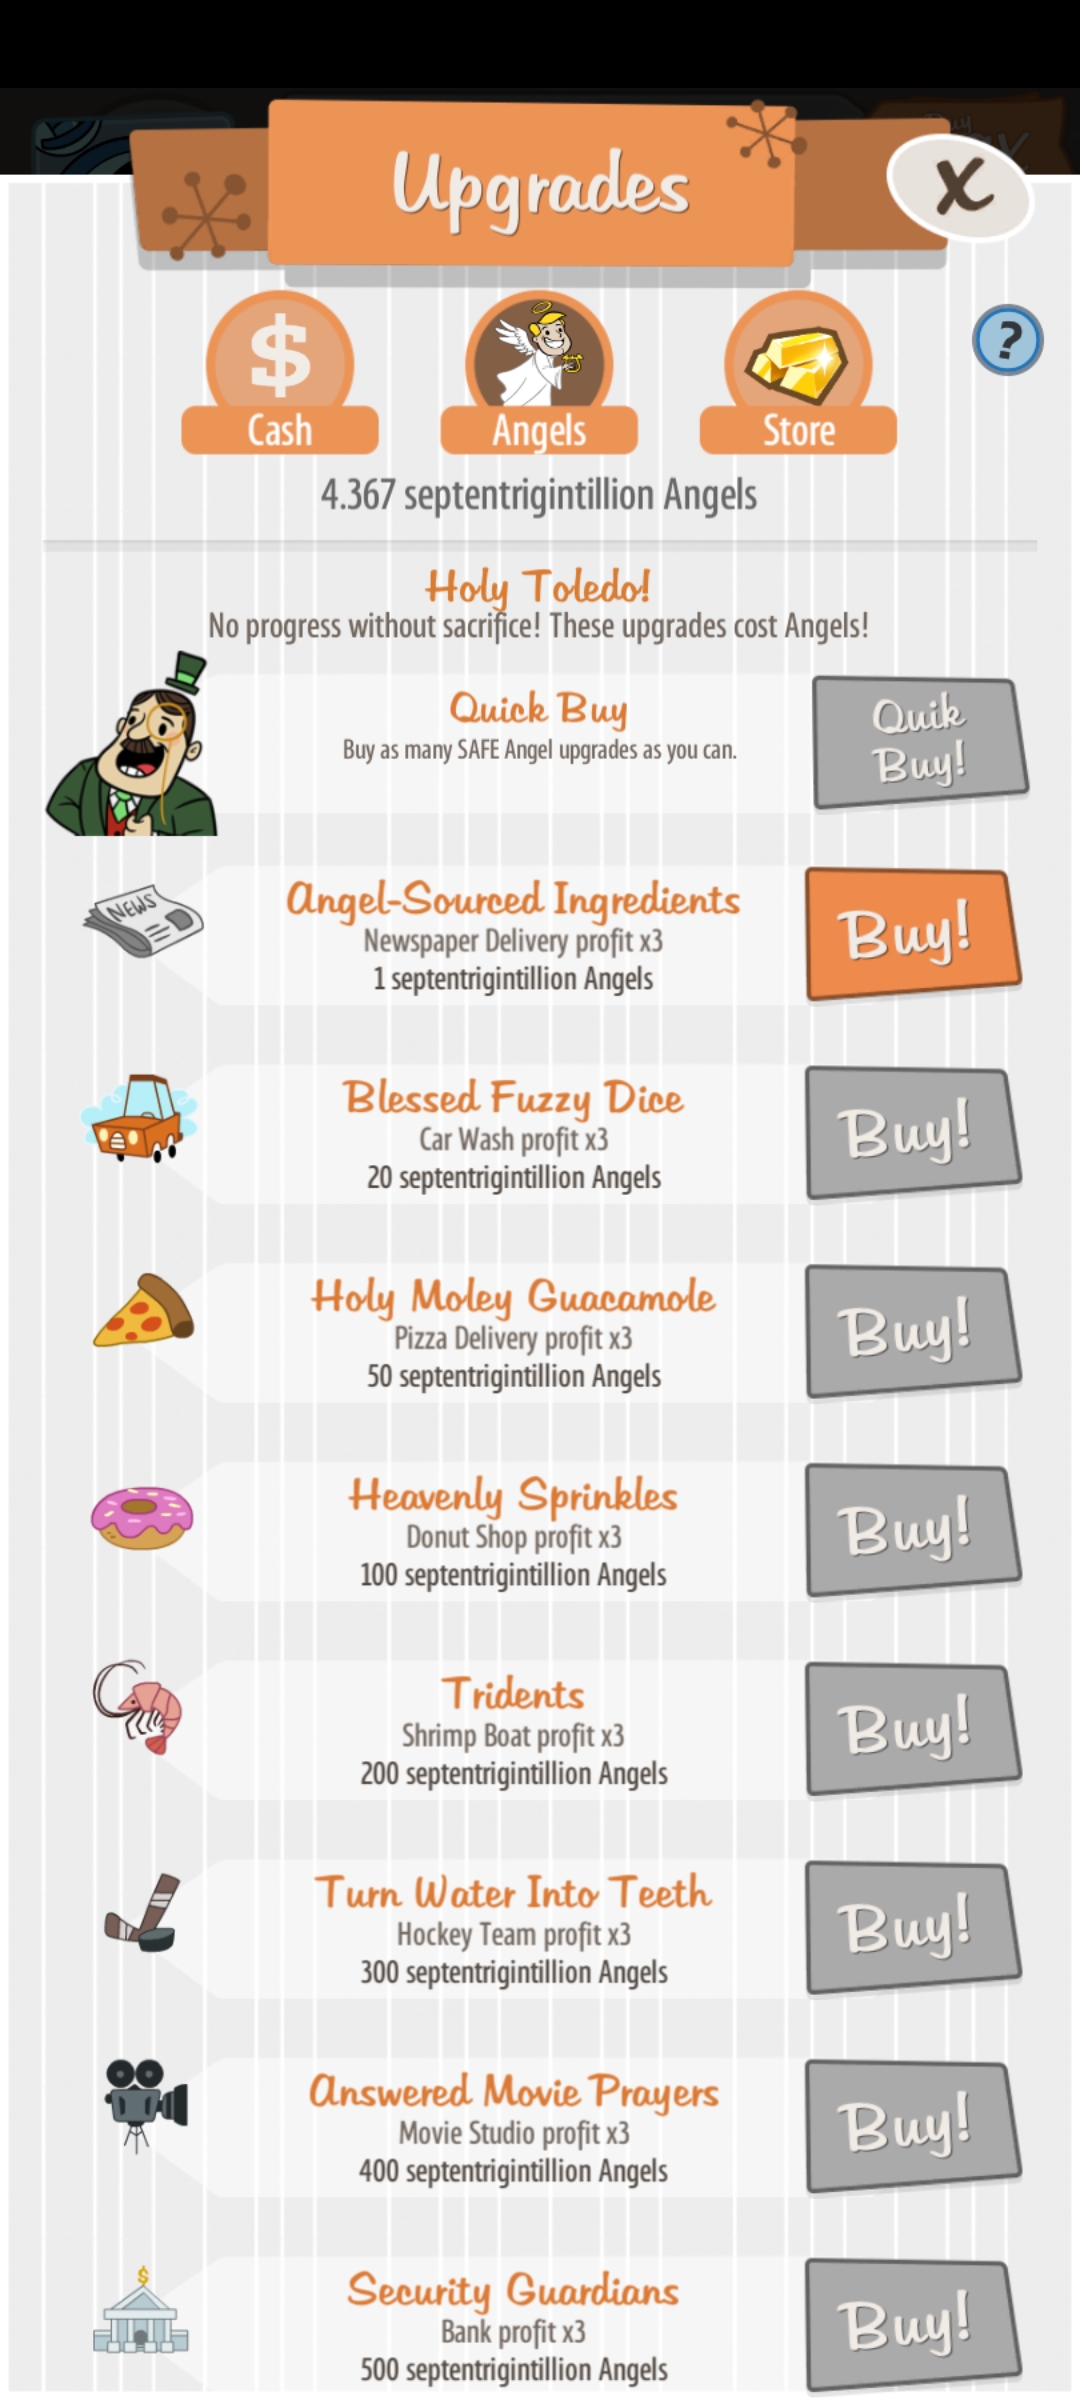 Upgrades
X
$
?
Cash
Angels
Store
4.367 septentrigintillion Angels
Holy Toledo!
No progress without sacrifice! These upgrades cost Angels!
Quick Buy
Buy as many SAFE Angel upgrades as you can.
Quik
Buy!
NEWS
Angel-Sourced Ingredients
Newspaper Delivery profit x3
1 septentrigintillion Angels
Buy!
Blessed Fuzzy Dice
Car Wash profit x3
20 septentrigintillion Angels
Buy!
Holy Moley Guacamole
Pizza Delivery profit x3
50 septentrigintillion Angels
Buy!
Heavenly Sprinkles
Donut Shop profit x3
100 septentrigintillion Angels
Buy!
Tridents
Shrimp Boat profit x3
200 septentrigintillion Angels
Buy!
Turn Water Into Teeth
Hockey Team profit x3
300 septentrigintillion Angels
Buy!
Answered Movie Prayers
Movie Studio profit x3
400 septentrigintillion Angels
Buy!
$
Security Guardians
Bank profit x3
500 septentrigintillion Angels
Buy!